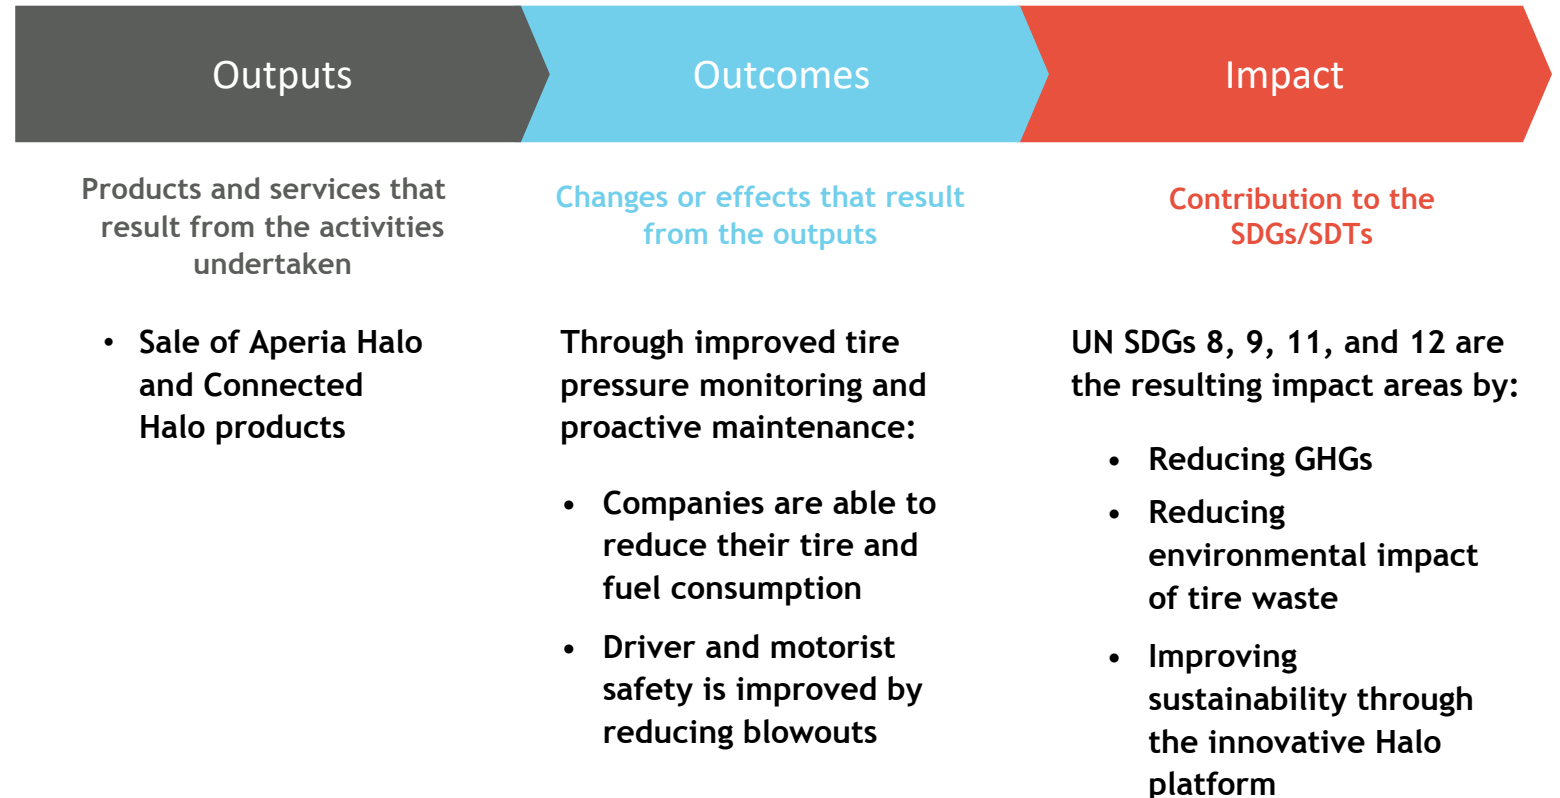 Outputs
Outcomes
Impact
Products and services that
result from the activities
undertaken
Changes or effects that result
from the outputs
Contribution to the
SDGs/SDTs
• Sale of Aperia Halo
and Connected
Halo products
Through improved tire
pressure monitoring and
proactive maintenance:
• Companies are able to
reduce their tire and
fuel consumption
• Driver and motorist
safety is improved by
reducing blowouts
UN SDGs 8, 9, 11, and 12 are
the resulting impact areas by:
• Reducing GHGs
• Reducing
environmental impact
of tire waste
• Improving
sustainability through
the innovative Halo
platform